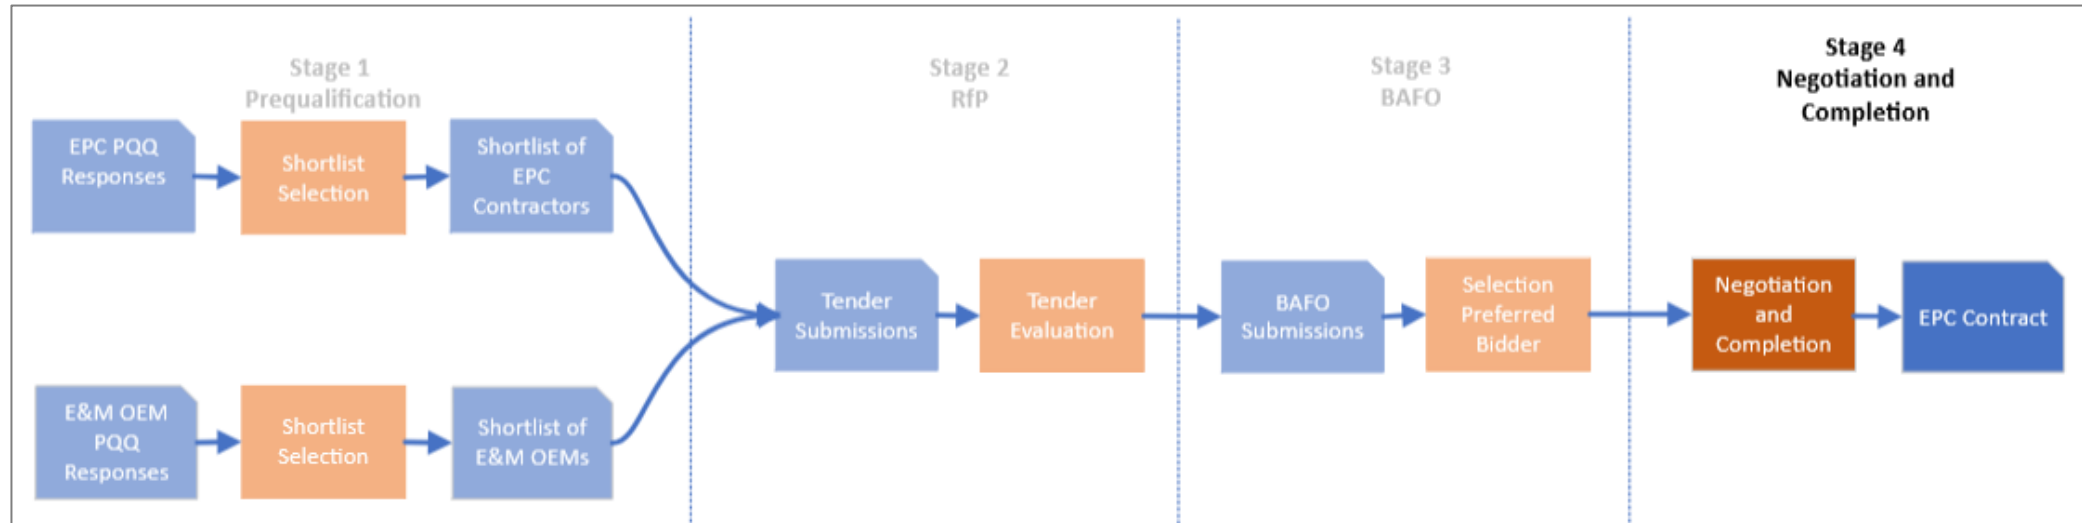 Stage 1
Prequalification
Stage 2
RfP
Stage 3
BAFO
Stage 4
Negotiation and
Completion
EPC PQQ
Responses
Shortlist
Selection
Shortlist of
EPC
Contractors
E&M OEM
PQQ
Responses
Shortlist
Selection
Shortlist of
E&M OEMs
Tender
Submissions
Tender
Evaluation
BAFO
Submissions
Selection
Preferred
Bidder
Negotiation
and
Completion
EPC Contract